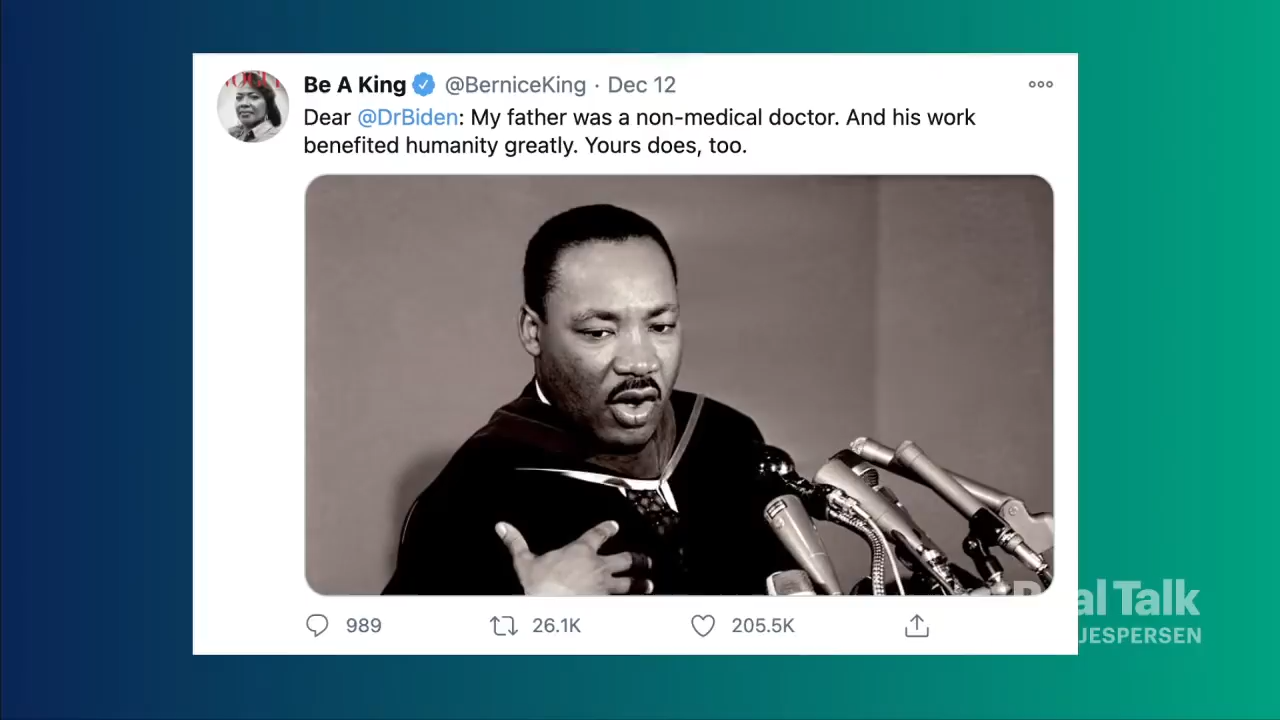 Be A King @BerniceKing · Dec 12
Dear @DrBiden: My father was a non-medical doctor. And his work
benefited humanity greatly. Yours does, too.
989 26.1K 205.5K
Talk
JESPERSEN